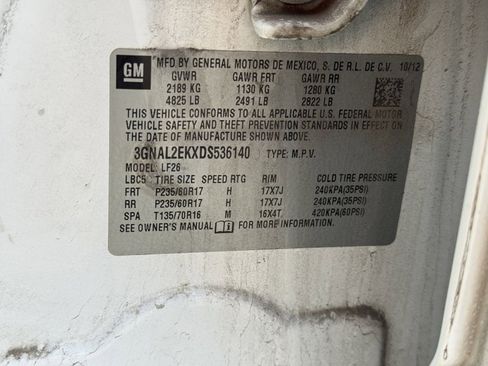 GM
MFD BY GENERAL MOTORS DE MEXICO, S. DE R.L. DE C.V. 10/12
GVWR GAWR FRT GAWR RR
2189 KG 1130 KG 1280 KG
4825 LB 2491 LB 2822 LB
THIS VEHICLE CONFORMS TO ALL APPLICABLE U.S. FEDERAL MOTOR
VEHICLE SAFETY AND THEFT PREVENTION STANDARDS IN EFFECT ON
THE DATE OF MANUFACTURE SHOWN ABOVE.
3GNAL2EKXDS536140 TYPE: M.P.V.
MODEL: LF26
LBC5 TIRE SIZE SPEED RTG RIM COLD TIRE PRESSURE
FRT P235/60R17 H 17X7J 240KPA(35PSI)
RR P235/60R17 H 17X7J 240KPA(35PSI)
SPA T135/70R16 M 16X4T 420KPA(60PSI)
SEE OWNER'S MANUAL FOR MORE INFORMATION.